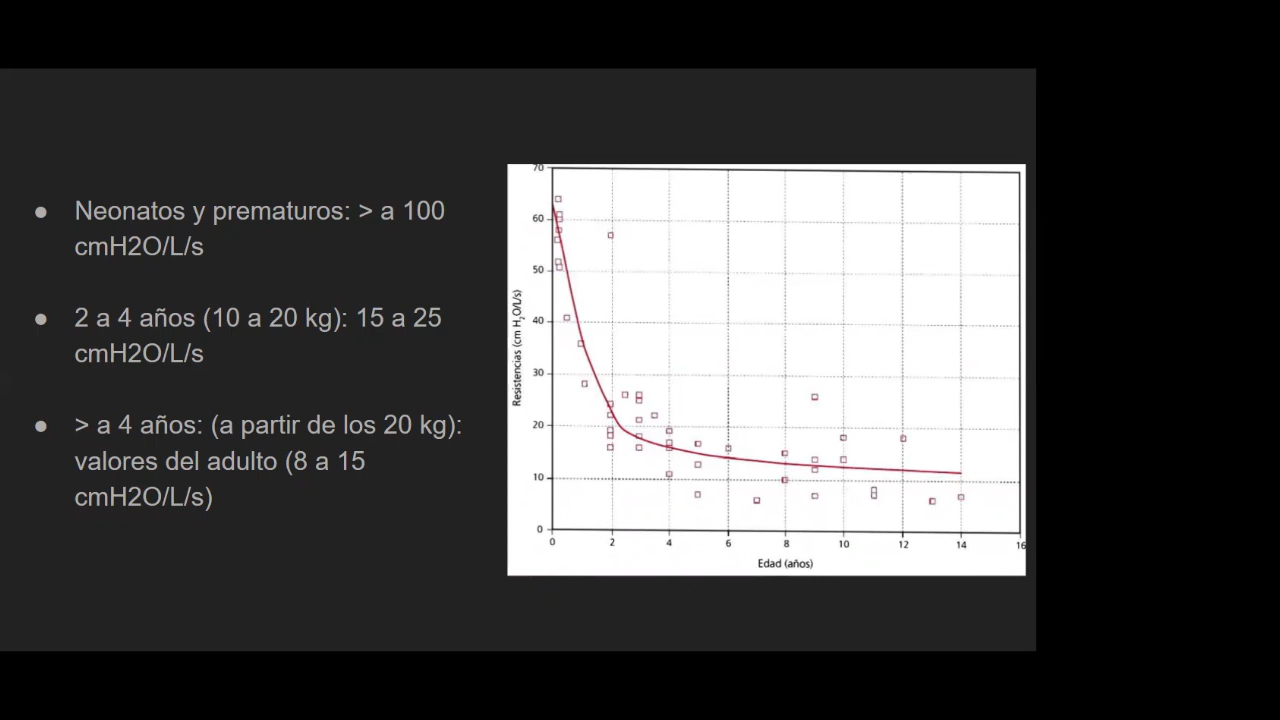 ● Neonatos y prematuros: > a 100
cmH2O/L/s
● 2 a 4 años (10 a 20 kg): 15 a 25
cmH2O/L/s
● > a 4 años: (a partir de los 20 kg):
valores del adulto (8 a 15
cmH2O/L/s)
Resistencias (cm H₂O/L/s)
70
60
50
40
30
20
10
0
0 2 4 6 8 10 12 14 16
Edad (años)